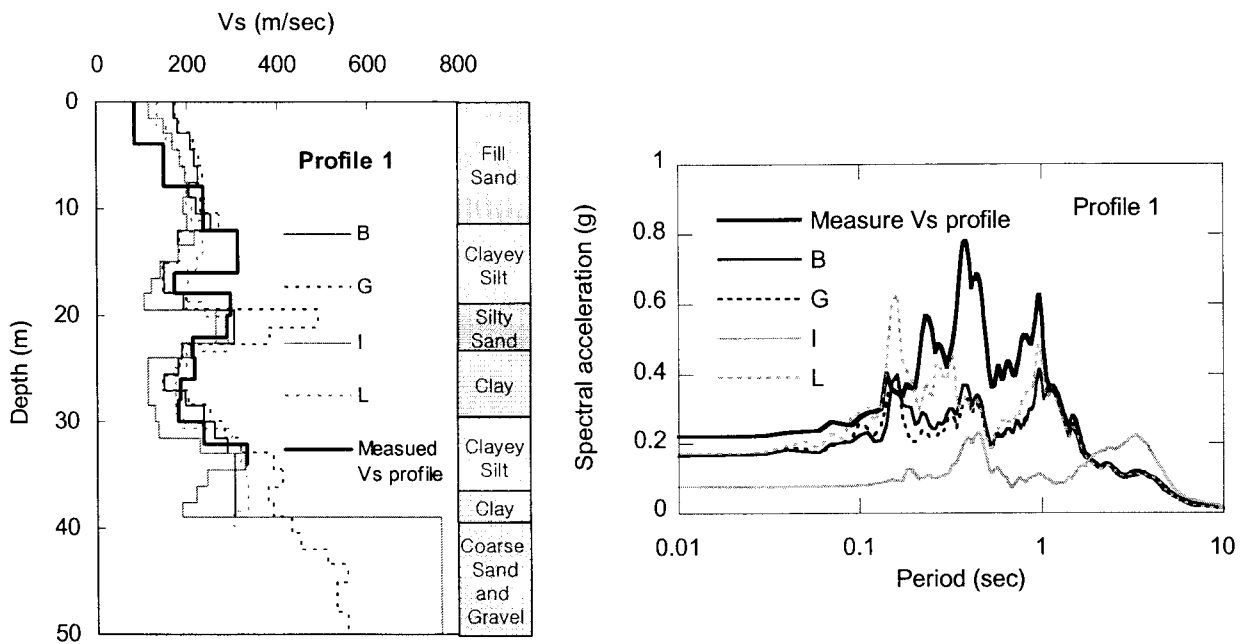 Vs (m/sec)
0 200 400 600 800
0
10
20
30
40
50
Depth (m)
Profile 1
B
G
I
L
Measued
Vs profile
Fill
Sand
Clayey
Silt
Silty
Sand
Clay
Clayey
Silt
Clay
Coarse
Sand
and
Gravel
1
0.8
0.6
0.4
0.2
0
Spectral acceleration (g)
Profile 1
Measure Vs profile
B
G
I
L
0.01 0.1 1 10
Period (sec)